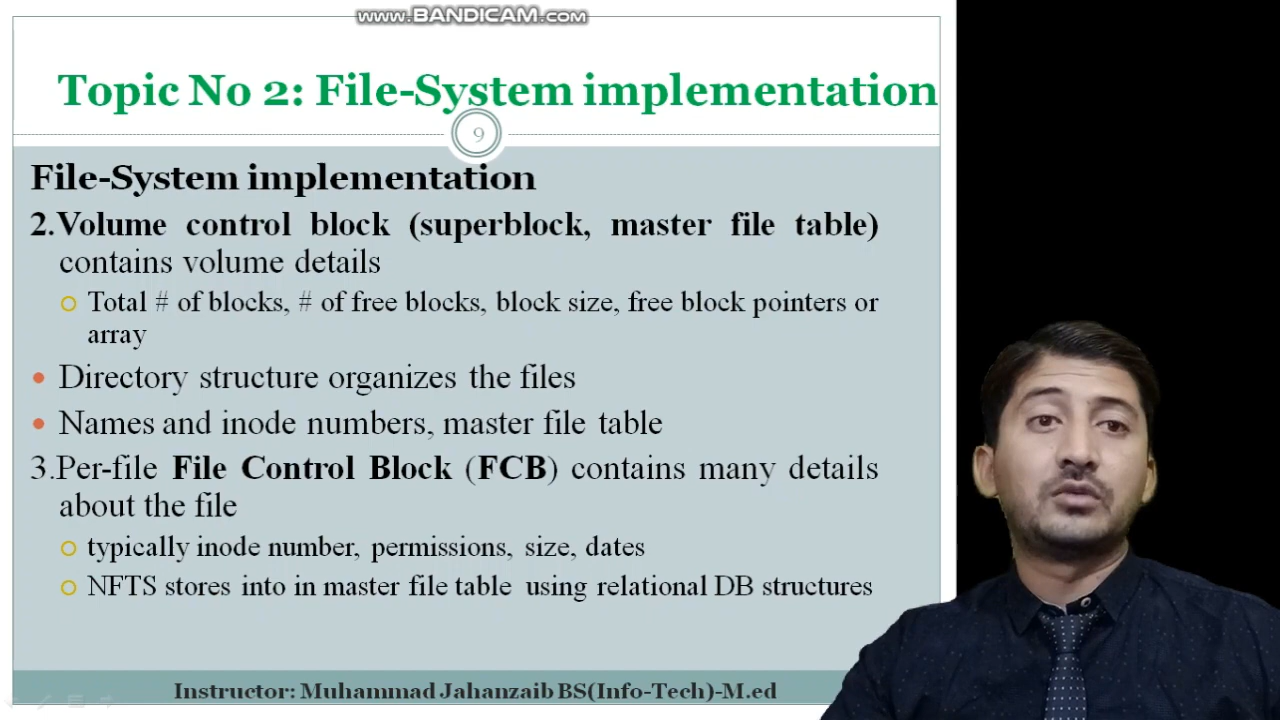 www.BANDICAM.com
Topic No 2: File-System implementation
9
File-System implementation
2.Volume control block (superblock, master file table)
contains volume details
Total # of blocks, # of free blocks, block size, free block pointers or
array
Directory structure organizes the files
Names and inode numbers, master file table
3.Per-file File Control Block (FCB) contains many details
about the file
typically inode number, permissions, size, dates
NFTS stores into in master file table using relational DB structures
Instructor: Muhammad Jahanzaib BS(Info-Tech)-M.ed